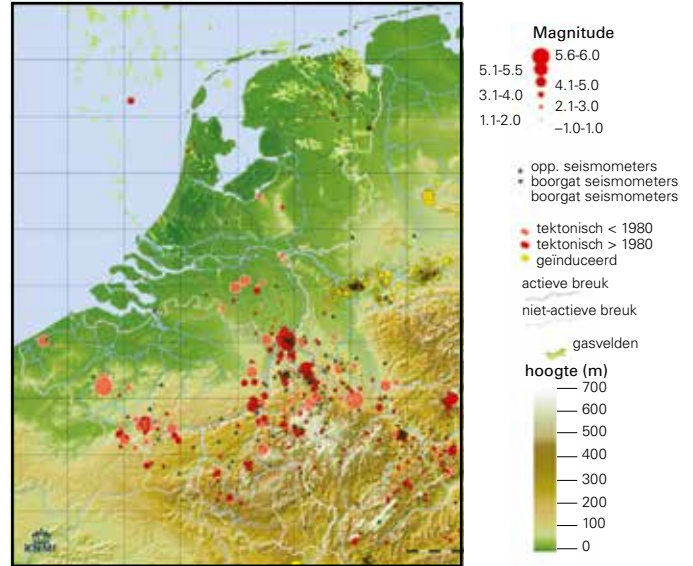 Magnitude
5.6-6.0
5.1-5.5
4.1-5.0
3.1-4.0
2.1-3.0
1.1-2.0
–1.0-1.0
opp. seismometers
boorgat seismometers
boorgat seismometers
tektonisch < 1980
tektonisch > 1980
geïnduceerd
actieve breuk
niet-actieve breuk
gasvelden
hoogte (m)
700
600
500
400
300
200
100
0
KNMI